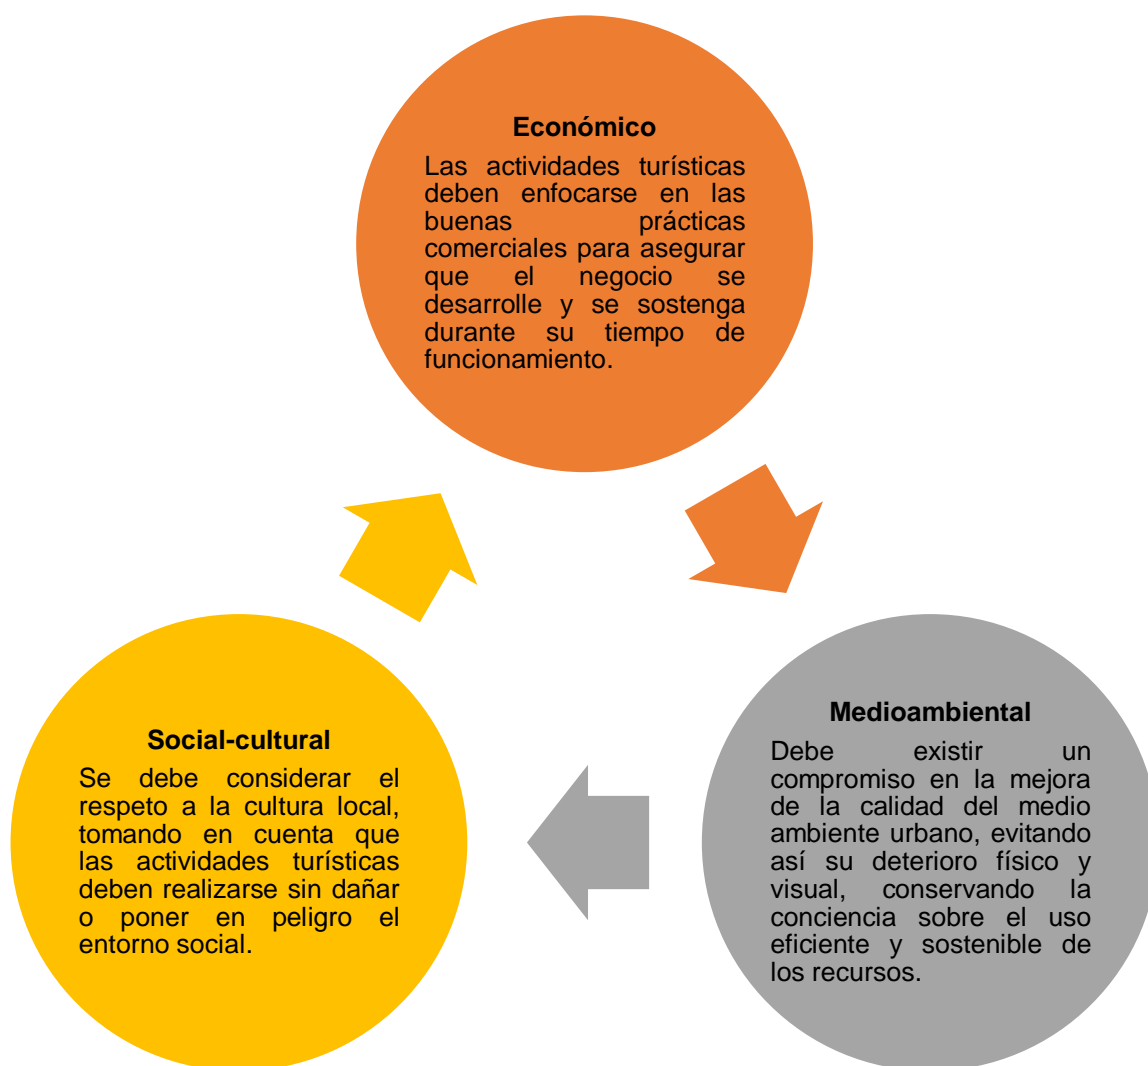 Económico
Las actividades turísticas
deben enfocarse en las
buenas prácticas
comerciales para asegurar
que el negocio se
desarrolle y se sostenga
durante su tiempo de
funcionamiento.
Medioambiental
Debe existir un
compromiso en la mejora
de la calidad del medio
ambiente urbano, evitando
así su deterioro físico y
visual, conservando la
conciencia sobre el uso
eficiente y sostenible de
los recursos.
Social-cultural
Se debe considerar el
respeto a la cultura local,
tomando en cuenta que
las actividades turísticas
deben realizarse sin dañar
o poner en peligro el
entorno social.